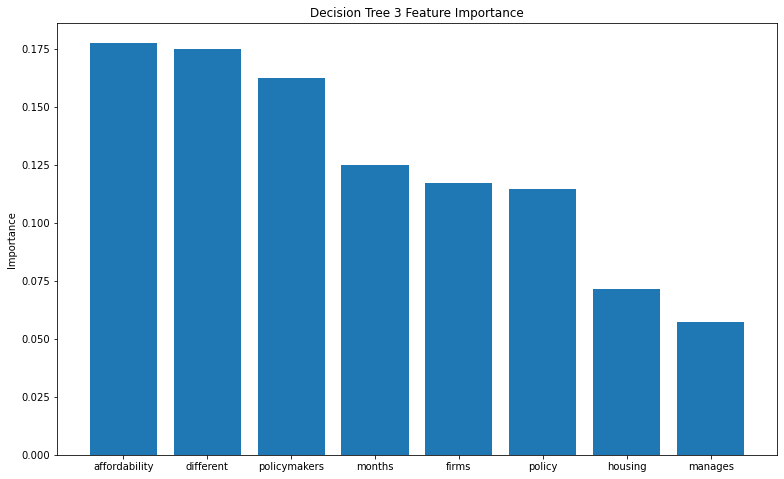 Decision Tree 3 Feature Importance
Importance
0.175
0.150
0.125
0.100
0.075
0.050
0.025
0.000
affordability different policymakers months firms policy housing manages